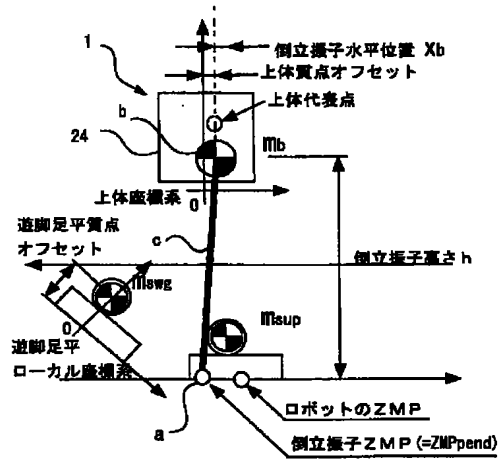 倒立振子水平位置 Xb
上体質点オフセット
1
上体代表点
b
24
mb
上体座標系
0
遊脚足平質点
オフセット
c
倒立振子高さh
mswg
msup
0
遊脚足平
ローカル座標系
ロボットのZMP
a
倒立振子ZMP(=ZMPpend)